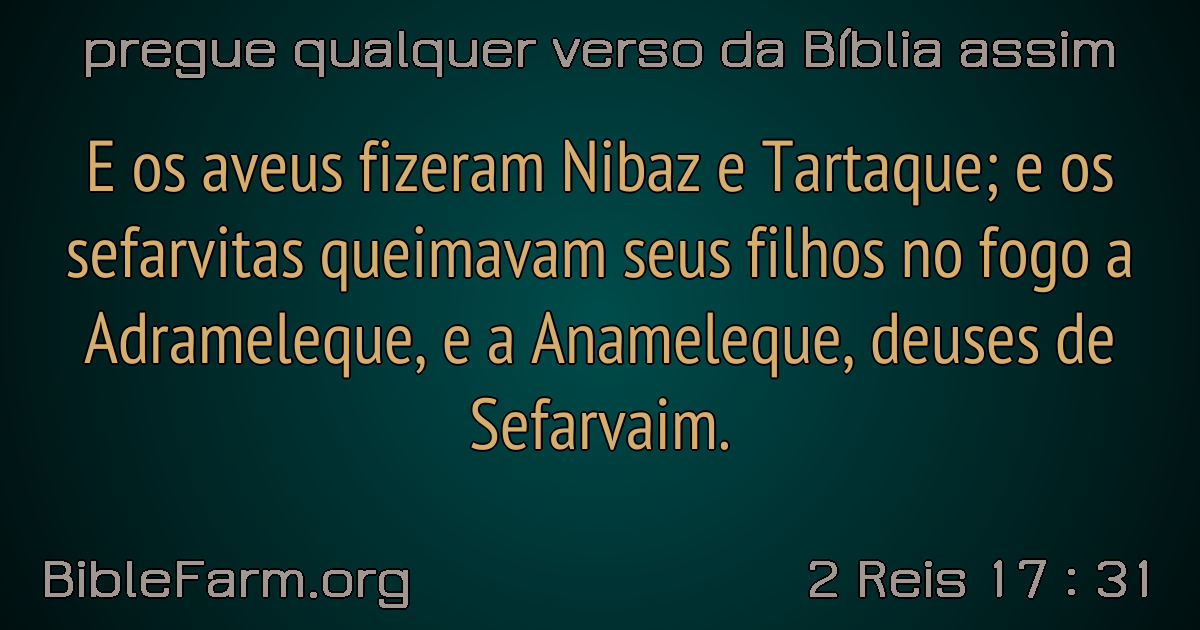 pregue qualquer verso da Bíblia assim
E os aveus fizeram Nibaz e Tartaque; e os
sefarvitas queimavam seus filhos no fogo a
Adrameleque, e a Anameleque, deuses de
Sefarvaim.
BibleFarm.org
2 Reis 17 : 31